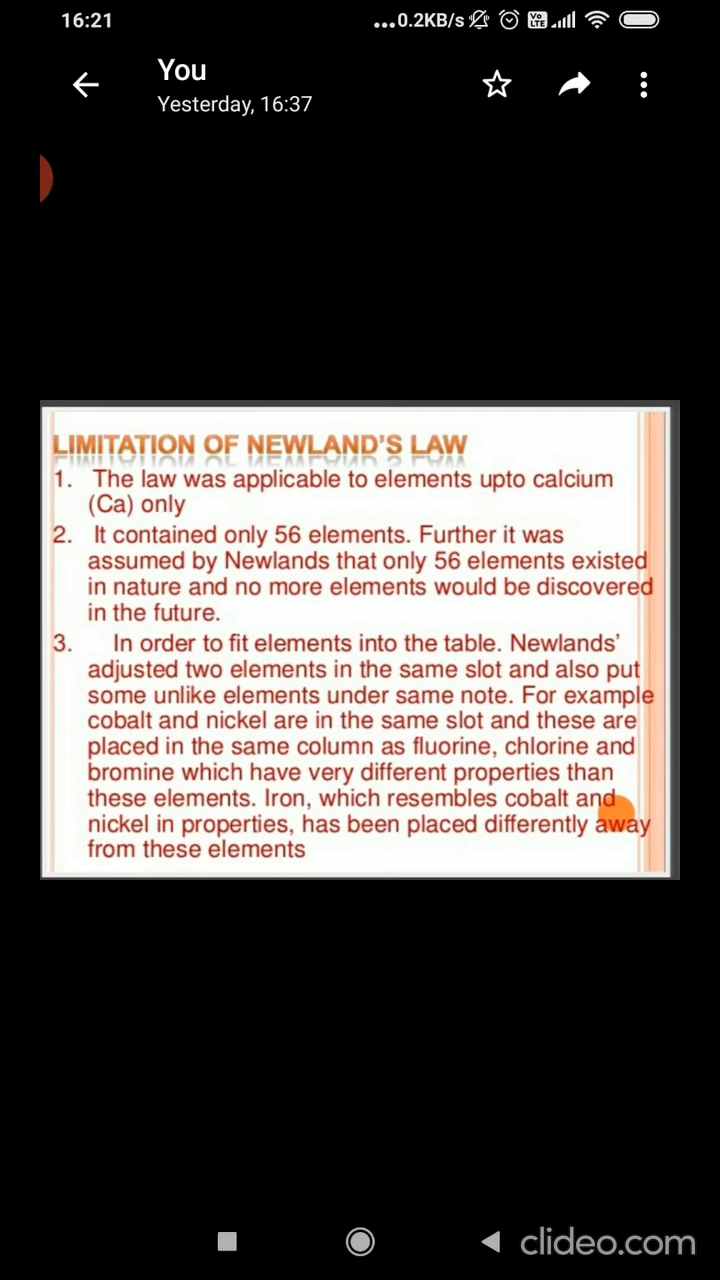 16:21
...0.2KB/s Vo LTE
You
Yesterday, 16:37
LIMITATION OF NEWLAND'S LAW
1. The law was applicable to elements upto calcium
(Ca) only
2. It contained only 56 elements. Further it was
assumed by Newlands that only 56 elements existed
in nature and no more elements would be discovered
in the future.
3. In order to fit elements into the table. Newlands'
adjusted two elements in the same slot and also put
some unlike elements under same note. For example
cobalt and nickel are in the same slot and these are
placed in the same column as fluorine, chlorine and
bromine which have very different properties than
these elements. Iron, which resembles cobalt and
nickel in properties, has been placed differently away
from these elements
clideo.com